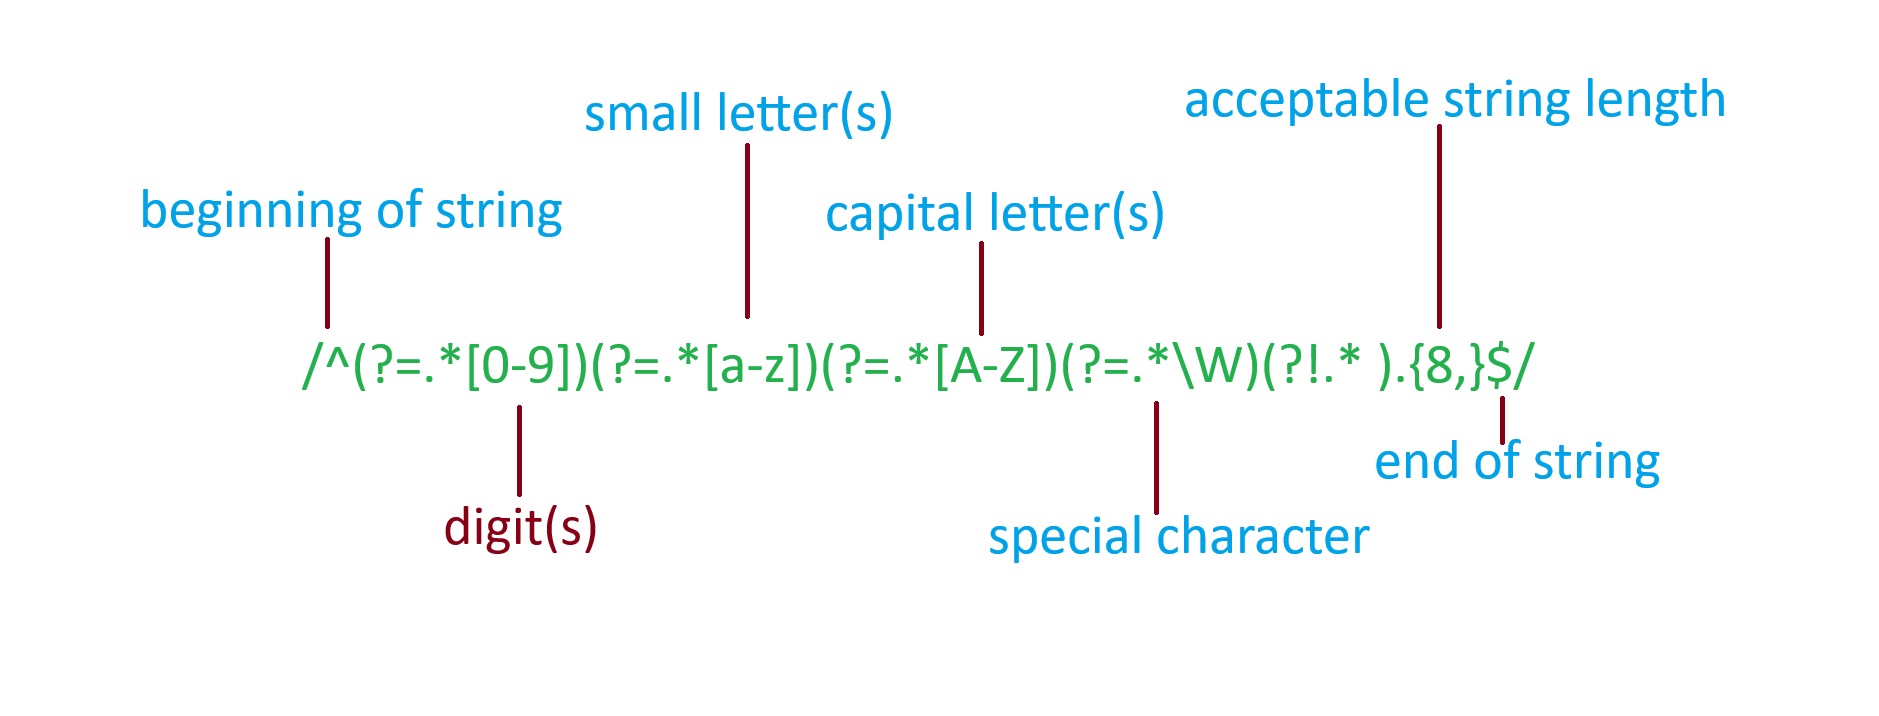 acceptable string length
small letter(s)
beginning of string
capital letter(s)
/^(?=.*[0-9])(?=.*[a-z])(?=.*[A-Z])(?=.*\W)(?!.* ).{8,}$/
end of string
digit(s)
special character